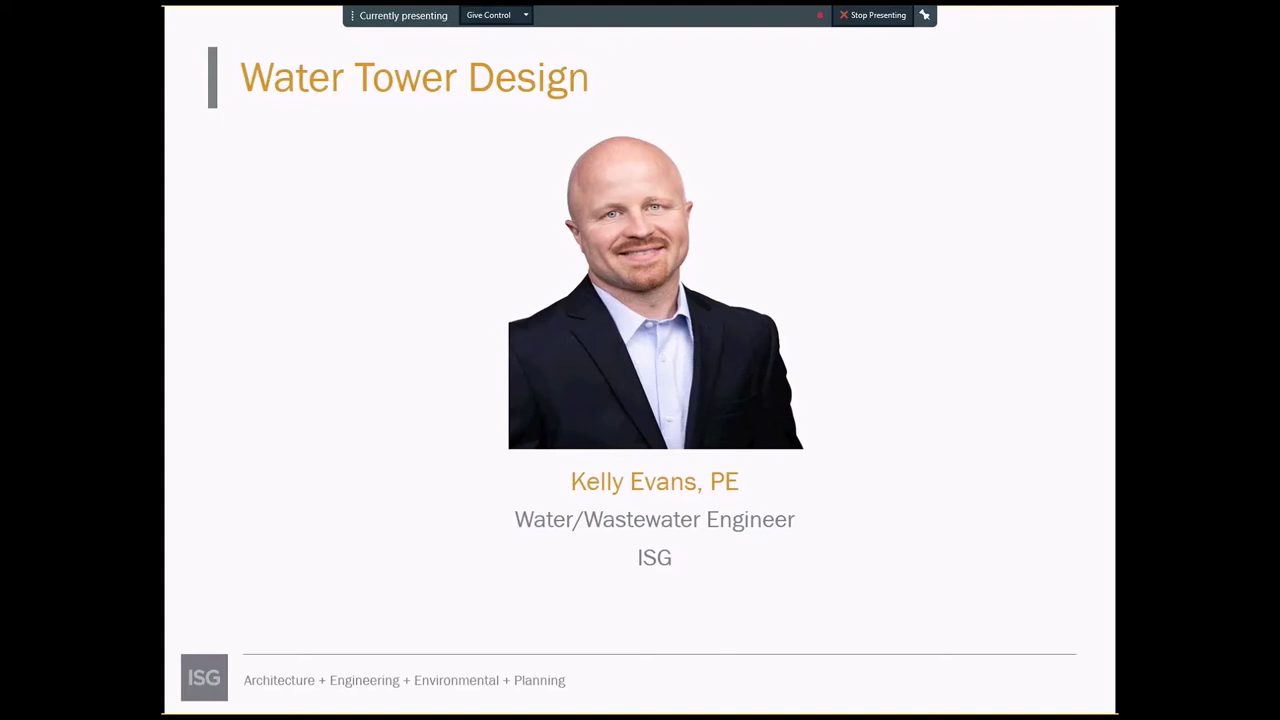 Currently presenting
Give Control
Stop Presenting
Water Tower Design
Kelly Evans, PE
Water/Wastewater Engineer
ISG
ISG
Architecture + Engineering + Environmental + Planning